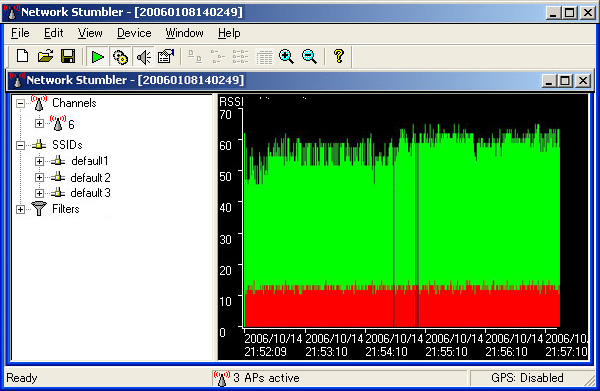 Network Stumbler - [20060108140249]
File Edit View Device Window Help
Network Stumbler - [20060108140249]
Channels
6
SSIDs
default1
default 2
default 3
Filters
RSSI
70
60
50
40
30
20
10
0
2006/10/14 2006/10/14 2006/10/14 2006/10/14 2006/10/14 2006/10/14
21:52:09 21:53:10 21:54:10 21:55:10 21:56:10 21:57:10
Ready 3 APs active GPS: Disabled